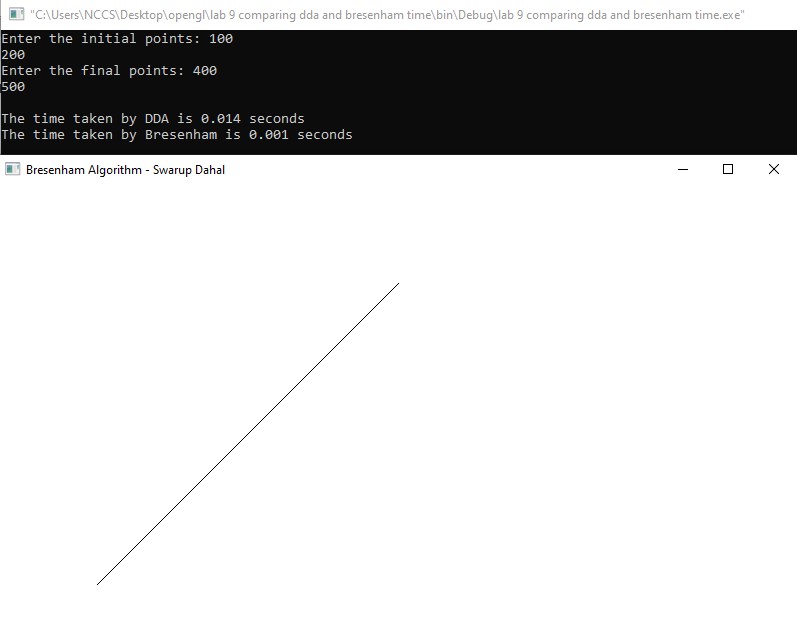 "C:\Users\NCCS\Desktop\opengl\lab 9 comparing dda and bresenham time\bin\Debug\lab 9 comparing dda and bresenham time.exe"
Enter the initial points: 100
200
Enter the final points: 400
500
The time taken by DDA is 0.014 seconds
The time taken by Bresenham is 0.001 seconds
Bresenham Algorithm - Swarup Dahal